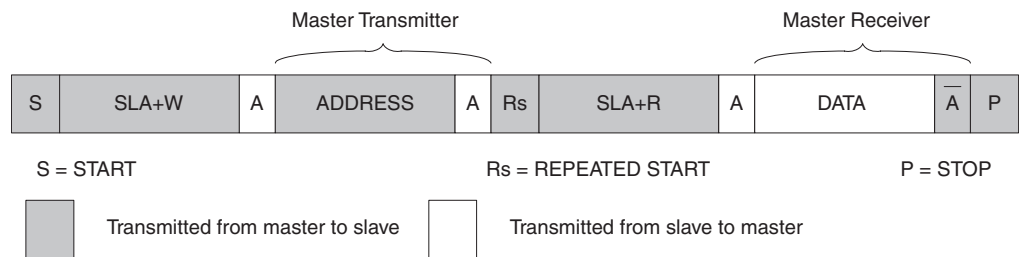 Master Transmitter Master Receiver
S SLA+W A ADDRESS A Rs SLA+R A DATA A̅ P
S = START Rs = REPEATED START P = STOP
Transmitted from master to slave Transmitted from slave to master